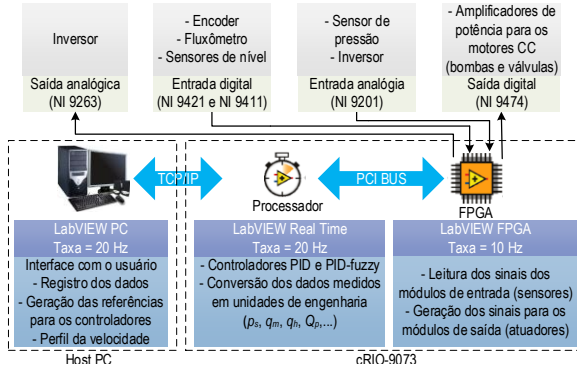 Inversor
Saída analógica
(NI 9263)
- Encoder
- Fluxômetro
- Sensores de nível
Entrada digital
(NI 9421 e NI 9411)
- Sensor de
pressão
- Inversor
Entrada analógia
(NI 9201)
- Amplificadores de
potência para os
motores CC
(bombas e válvulas)
Saída digital
(NI 9474)
TCP/IP
Processador
PCI BUS
FPGA
LabVIEW PC
Taxa = 20 Hz
Interface com o usuário
- Registro dos dados
- Geração das referências
para os controladores
- Perfil da velocidade
Host PC
LabVIEW Real Time
Taxa = 20 Hz
- Controladores PID e PID-fuzzy
- Conversão dos dados medidos
em unidades de engenharia
(ps, qm, qh, Qp,...)
LabVIEW FPGA
Taxa = 10 Hz
- Leitura dos sinais dos
módulos de entrada (sensores)
- Geração dos sinais para os
módulos de saída (atuadores)
cRIO-9073